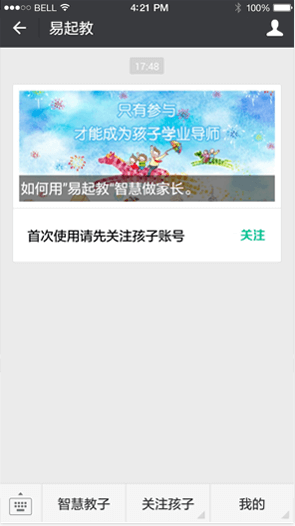 BELL 4:21 PM 100%
易起教
17:48
只有参与
才能成为孩子学业导师
如何用"易起教"智慧做家长。
首次使用请先关注孩子账号 关注
智慧教子 关注孩子 我的